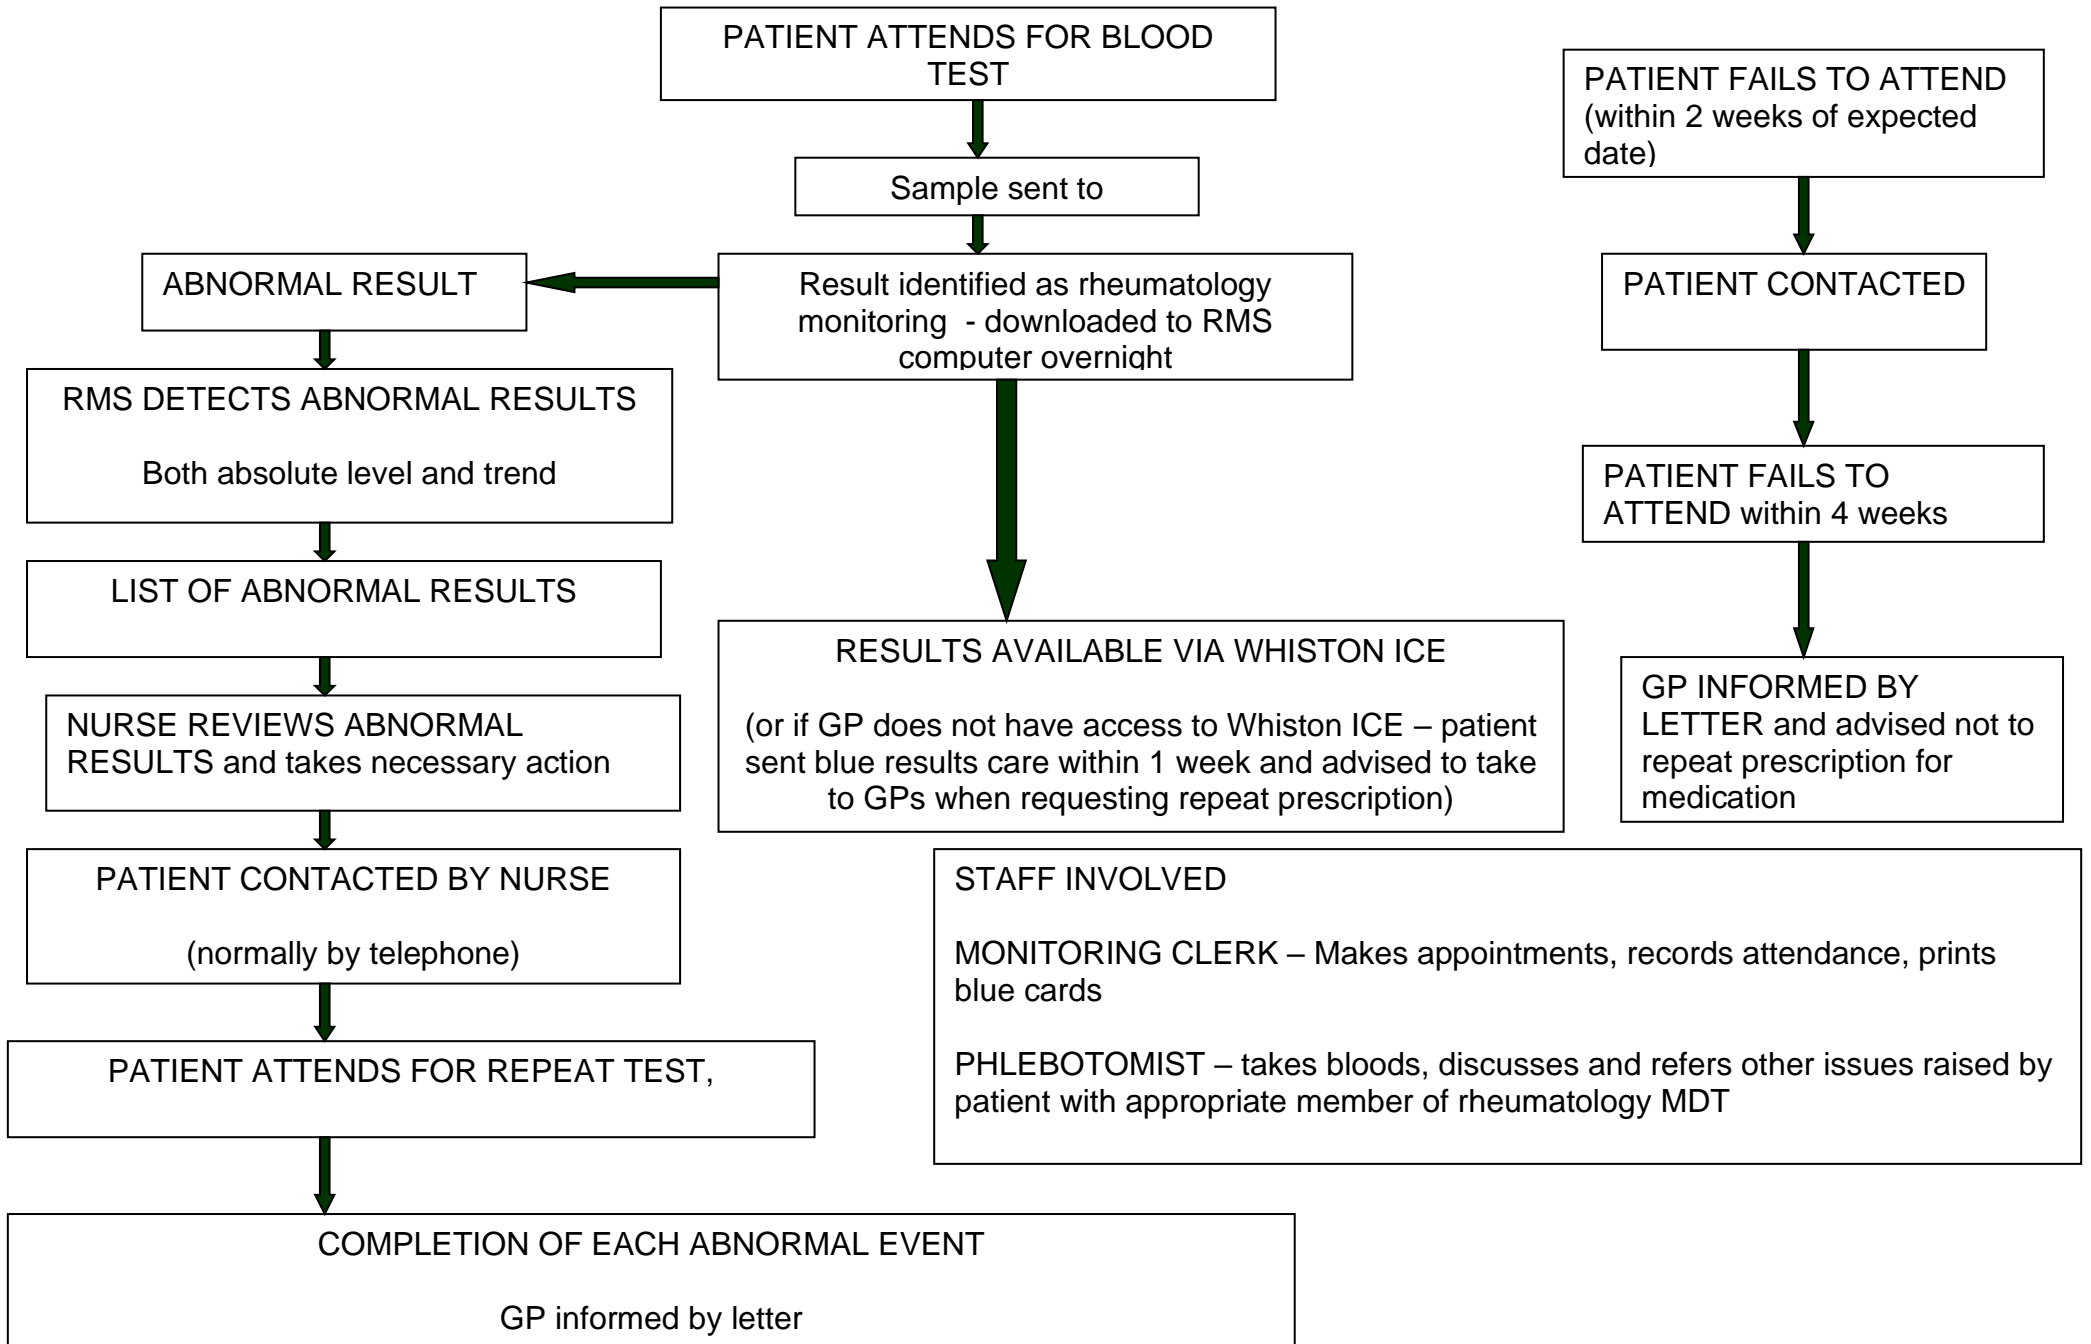 PATIENT ATTENDS FOR BLOOD
TEST
Sample sent to
Result identified as rheumatology
monitoring  - downloaded to RMS
computer overnight
ABNORMAL RESULT
RMS DETECTS ABNORMAL RESULTS
Both absolute level and trend
LIST OF ABNORMAL RESULTS
NURSE REVIEWS ABNORMAL
RESULTS and takes necessary action
PATIENT CONTACTED BY NURSE
(normally by telephone)
PATIENT ATTENDS FOR REPEAT TEST,
COMPLETION OF EACH ABNORMAL EVENT
GP informed by letter
RESULTS AVAILABLE VIA WHISTON ICE
(or if GP does not have access to Whiston ICE – patient
sent blue results care within 1 week and advised to take
to GPs when requesting repeat prescription)
PATIENT FAILS TO ATTEND
(within 2 weeks of expected
date)
PATIENT CONTACTED
PATIENT FAILS TO
ATTEND within 4 weeks
GP INFORMED BY
LETTER and advised not to
repeat prescription for
medication
STAFF INVOLVED
MONITORING CLERK – Makes appointments, records attendance, prints
blue cards
PHLEBOTOMIST – takes bloods, discusses and refers other issues raised by
patient with appropriate member of rheumatology MDT